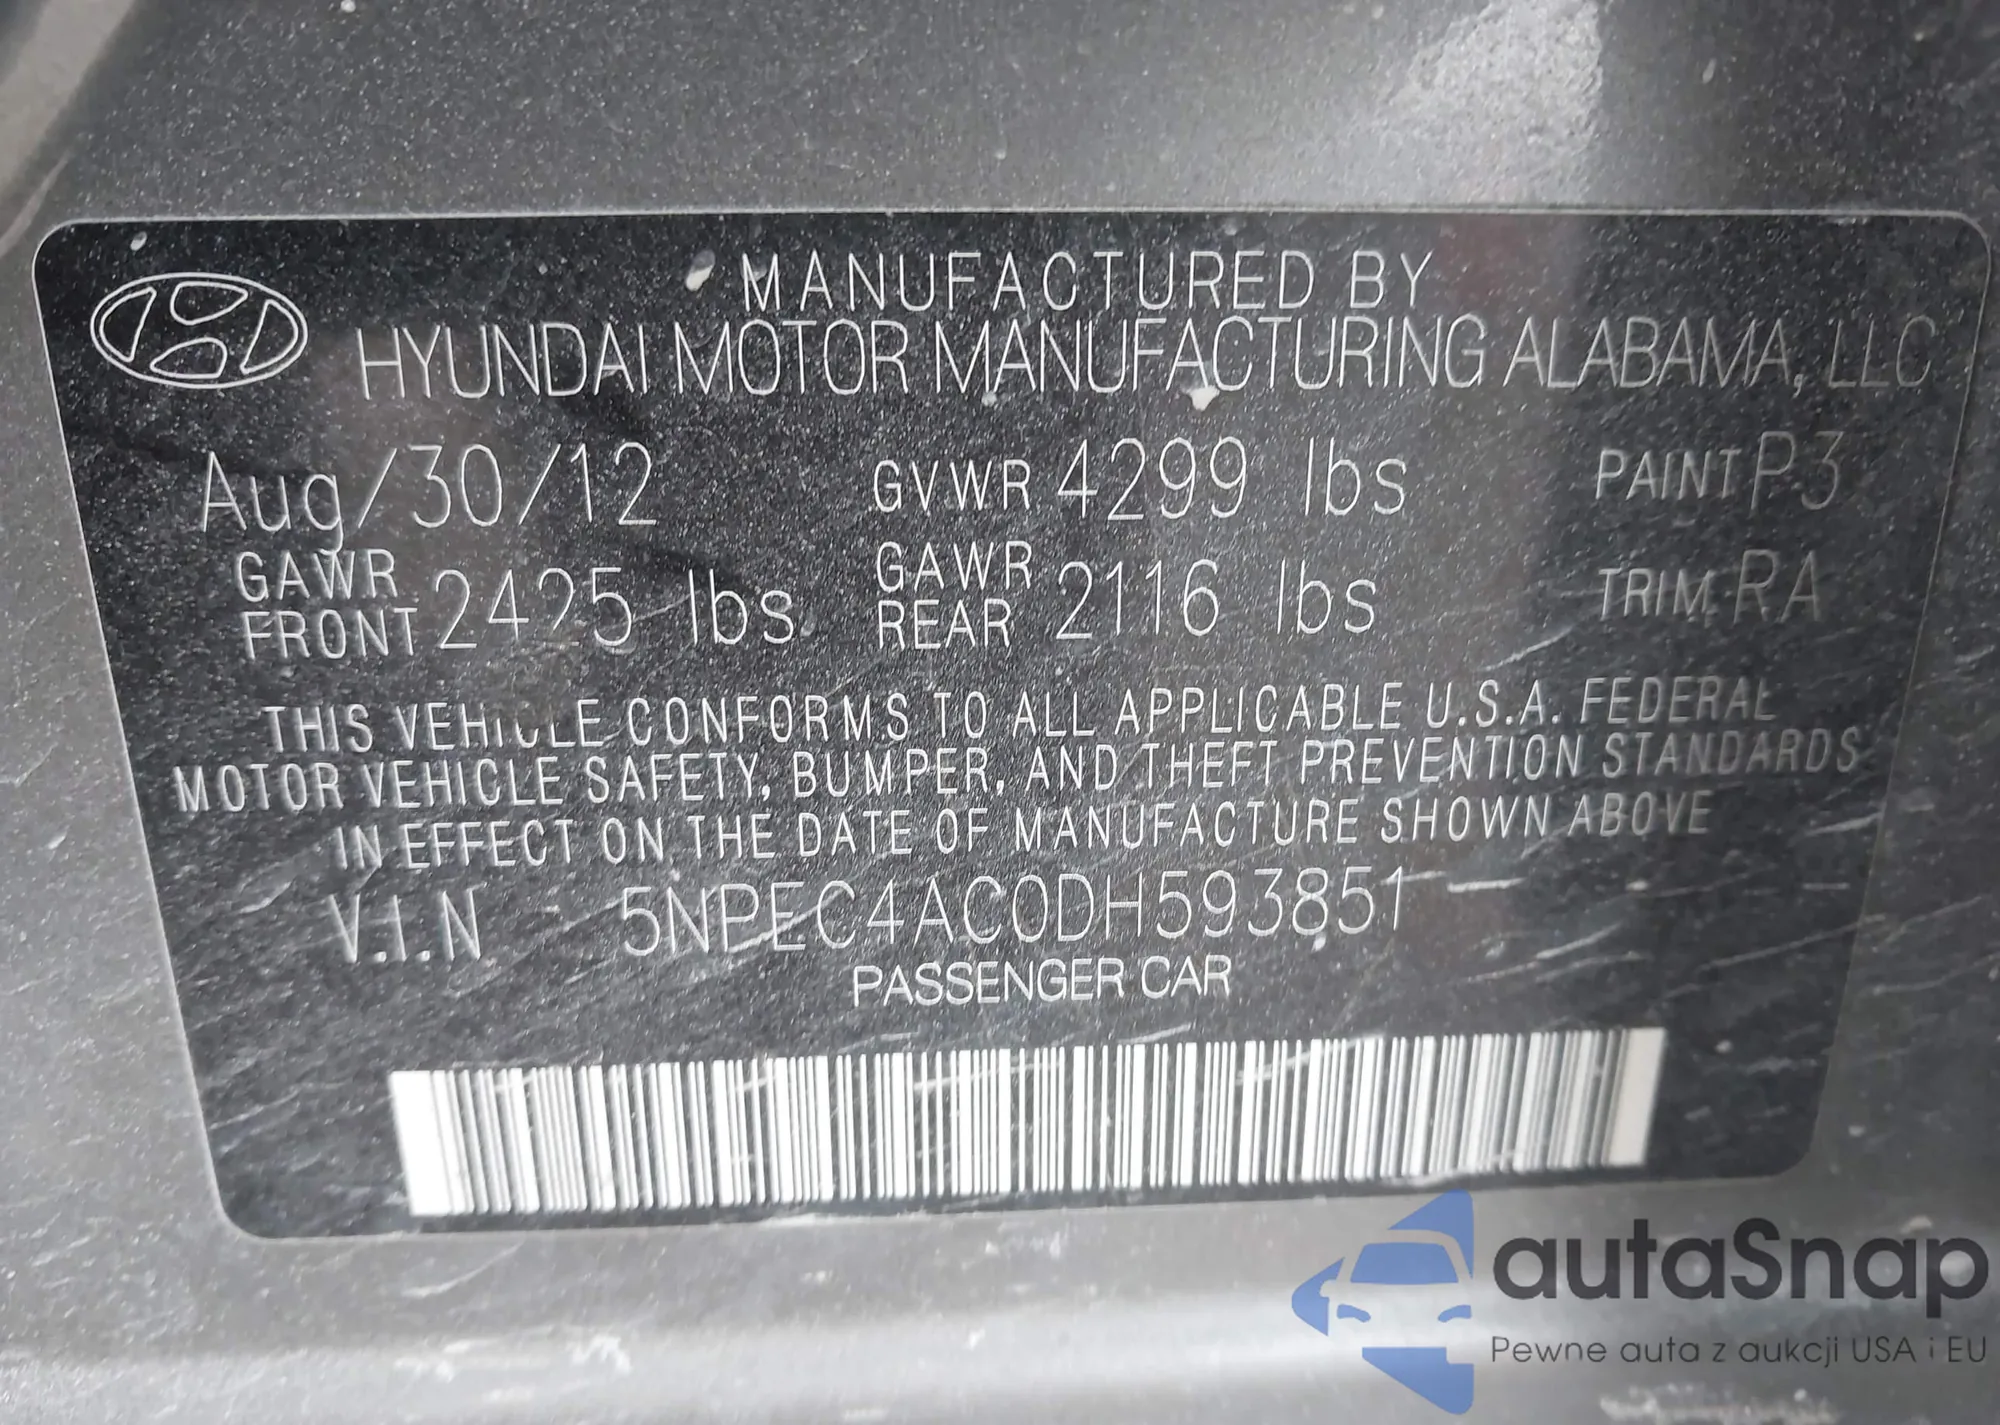 MANUFACTURED BY
HYUNDAI MOTOR MANUFACTURING ALABAMA, LLC
Aug/30/12 GVWR 4299 lbs PAINT P3
GAWR FRONT 2425 lbs GAWR REAR 2116 lbs TRIM RA
THIS VEHICLE CONFORMS TO ALL APPLICABLE U.S.A. FEDERAL
MOTOR VEHICLE SAFETY, BUMPER, AND THEFT PREVENTION STANDARDS
IN EFFECT ON THE DATE OF MANUFACTURE SHOWN ABOVE
V.I.N 5NPEC4AC0DH593851
PASSENGER CAR
autaSnap
Pewne auta z aukcji USA i EU